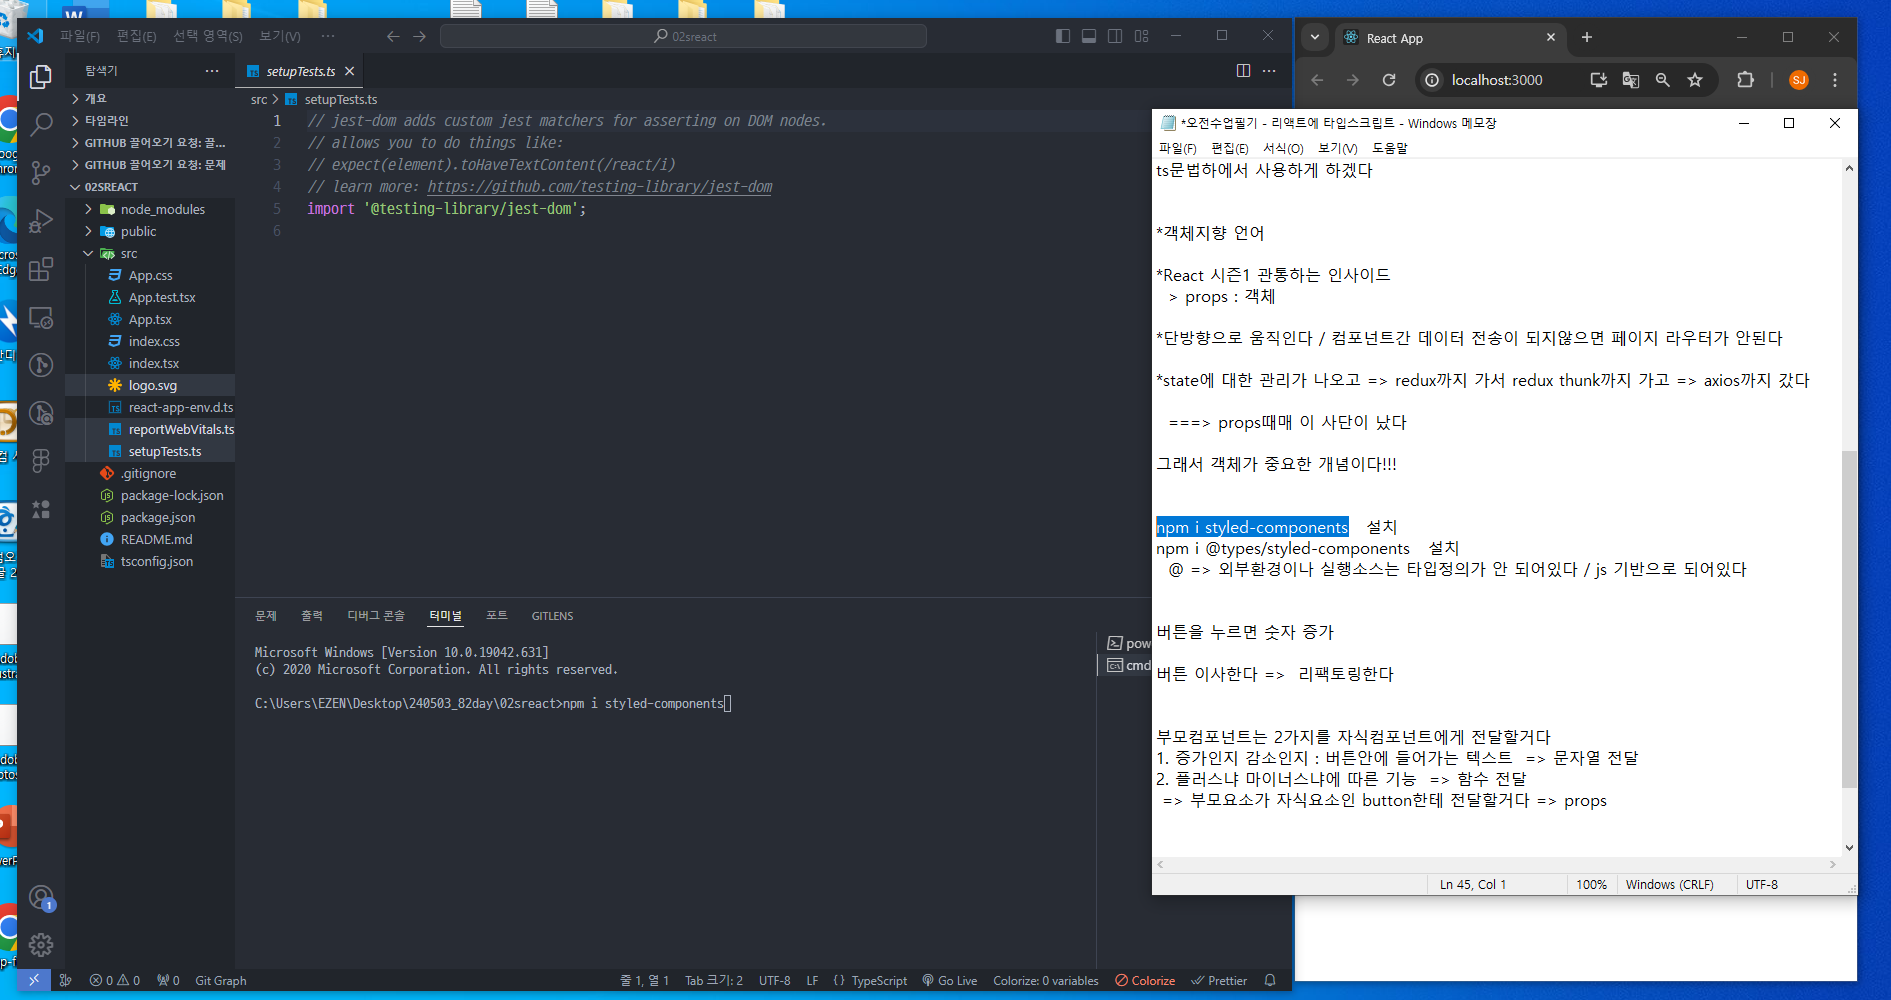 파일(F) 편집(E) 선택 영역(S) 보기(V) ··· 02sreact
탐색기
개요
타임라인
GITHUB 끌어오기 요청: 끌...
GITHUB 끌어오기 요청: 문제
02SREACT
node_modules
public
src
App.css
App.test.tsx
App.tsx
index.css
index.tsx
logo.svg
react-app-env.d.ts
reportWebVitals.ts
setupTests.ts
.gitignore
package-lock.json
package.json
README.md
tsconfig.json
setupTests.ts
src > setupTests.ts
1 // jest-dom adds custom jest matchers for asserting on DOM nodes.
2 // allows you to do things like:
3 // expect(element).toHaveTextContent(/react/i)
4 // learn more: https://github.com/testing-library/jest-dom
5 import '@testing-library/jest-dom';
6
문제 출력 디버그 콘솔 터미널 포트 GITLENS
Microsoft Windows [Version 10.0.19042.631]
(c) 2020 Microsoft Corporation. All rights reserved.
C:\Users\EZEN\Desktop\240503_82day\02sreact>npm i styled-components
pow
cmd
1
0 0 0 Git Graph 줄 1, 열 1 Tab 크기: 2 UTF-8 LF { } TypeScript Go Live Colorize: 0 variables Colorize Prettier
React App
localhost:3000 SJ
*오전수업필기 - 리액트에 타입스크립트 - Windows 메모장
파일(F) 편집(E) 서식(O) 보기(V) 도움말
ts문법하에서 사용하게 하겠다
*객체지향 언어
*React 시즌1 관통하는 인사이드
> props : 객체
*단방향으로 움직인다 / 컴포넌트간 데이터 전송이 되지않으면 페이지 라우터가 안된다
*state에 대한 관리가 나오고 => redux까지 가서 redux thunk까지 가고 => axios까지 갔다
===> props때매 이 사단이 났다
그래서 객체가 중요한 개념이다!!!
npm i styled-components 설치
npm i @types/styled-components 설치
@ => 외부환경이나 실행소스는 타입정의가 안 되어있다 / js 기반으로 되어있다
버튼을 누르면 숫자 증가
버튼 이사한다 => 리팩토링한다
부모컴포넌트는 2가지를 자식컴포넌트에게 전달할거다
1. 증가인지 감소인지 : 버튼안에 들어가는 텍스트 => 문자열 전달
2. 플러스냐 마이너스냐에 따른 기능 => 함수 전달
=> 부모요소가 자식요소인 button한테 전달할거다 => props
Ln 45, Col 1 100% Windows (CRLF) UTF-8